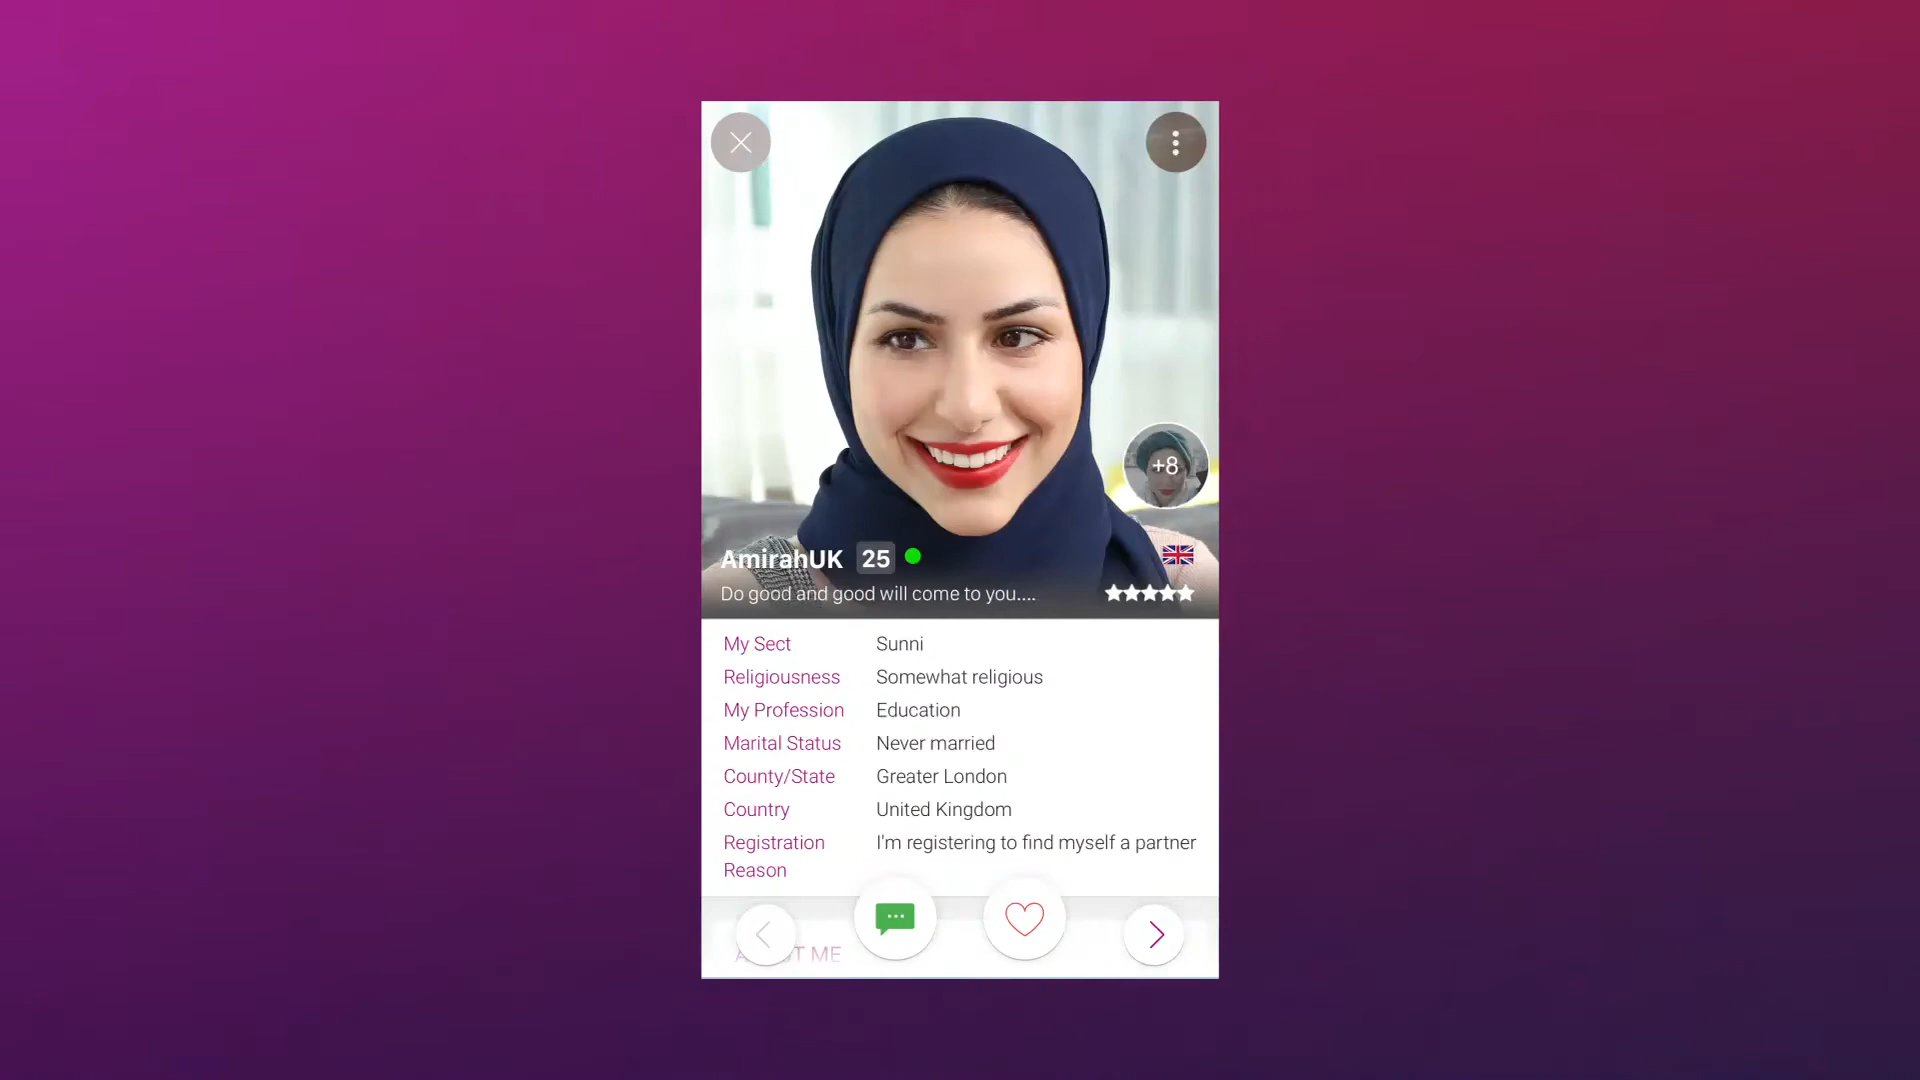 +8
AmirahUK 25
Do good and good will come to you....
My Sect Sunni
Religiousness Somewhat religious
My Profession Education
Marital Status Never married
County/State Greater London
Country United Kingdom
Registration I'm registering to find myself a partner
Reason
ME